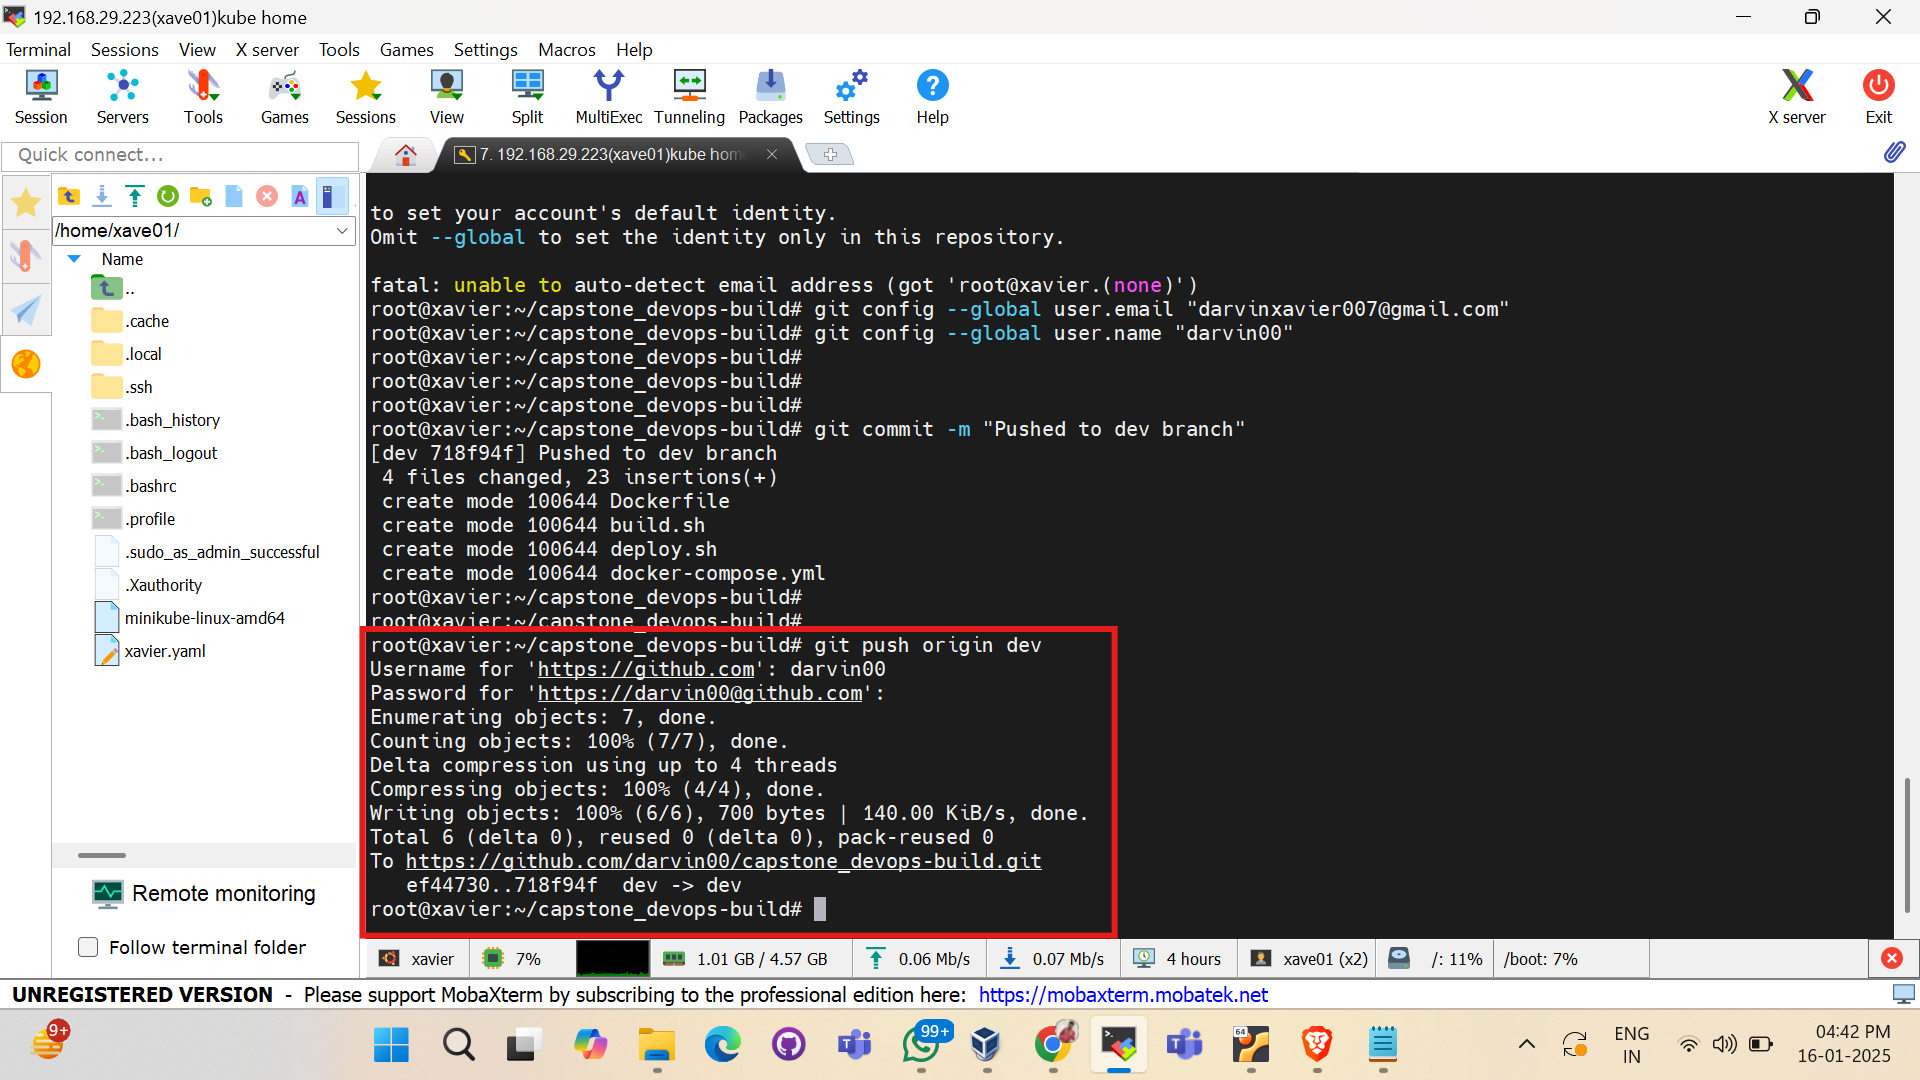 192.168.29.223(xave01)kube home
Terminal Sessions View X server Tools Games Settings Macros Help
Session Servers Tools Games Sessions View Split MultiExec Tunneling Packages Settings Help X server Exit
Quick connect...
7. 192.168.29.223(xave01)kube home
/home/xave01/
Name
..
.cache
.local
.ssh
.bash_history
.bash_logout
.bashrc
.profile
.sudo_as_admin_successful
.Xauthority
minikube-linux-amd64
xavier.yaml
Remote monitoring
Follow terminal folder
to set your account's default identity.
Omit --global to set the identity only in this repository.
fatal: unable to auto-detect email address (got 'root@xavier.(none)')
root@xavier:~/capstone_devops-build# git config --global user.email "darvinxavier007@gmail.com"
root@xavier:~/capstone_devops-build# git config --global user.name "darvin00"
root@xavier:~/capstone_devops-build#
root@xavier:~/capstone_devops-build#
root@xavier:~/capstone_devops-build#
root@xavier:~/capstone_devops-build# git commit -m "Pushed to dev branch"
[dev 718f94f] Pushed to dev branch
4 files changed, 23 insertions(+)
create mode 100644 Dockerfile
create mode 100644 build.sh
create mode 100644 deploy.sh
create mode 100644 docker-compose.yml
root@xavier:~/capstone_devops-build#
root@xavier:~/capstone_devops-build#
root@xavier:~/capstone_devops-build# git push origin dev
Username for 'https://github.com': darvin00
Password for 'https://darvin00@github.com':
Enumerating objects: 7, done.
Counting objects: 100% (7/7), done.
Delta compression using up to 4 threads
Compressing objects: 100% (4/4), done.
Writing objects: 100% (6/6), 700 bytes | 140.00 KiB/s, done.
Total 6 (delta 0), reused 0 (delta 0), pack-reused 0
To https://github.com/darvin00/capstone_devops-build.git
ef44730..718f94f  dev -> dev
root@xavier:~/capstone_devops-build#
xavier 7% 1.01 GB / 4.57 GB 0.06 Mb/s 0.07 Mb/s 4 hours xave01 (x2) /: 11% /boot: 7%
UNREGISTERED VERSION - Please support MobaXterm by subscribing to the professional edition here: https://mobaxterm.mobatek.net
9+
99+
64
ENG
IN
04:42 PM
16-01-2025